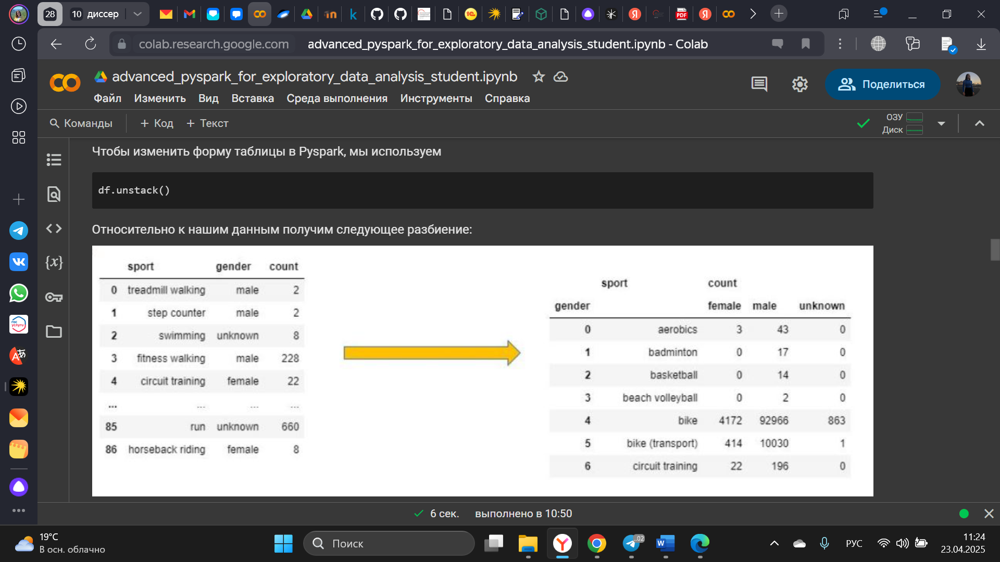 28
10 диссер
colab.research.google.com advanced_pyspark_for_exploratory_data_analysis_student.ipynb - Colab
advanced_pyspark_for_exploratory_data_analysis_student.ipynb
Поделиться
Файл Изменить Вид Вставка Среда выполнения Инструменты Справка
Команды + Код + Текст
ОЗУ
Диск
Чтобы изменить форму таблицы в Pyspark, мы используем
df.unstack()
Относительно к нашим данным получим следующее разбиение:
sport gender count
0 treadmill walking male 2
1 step counter male 2
2 swimming unknown 8
3 fitness walking male 228
4 circuit training female 22
... ... ... ...
85 run unknown 660
86 horseback riding female 8
sport count
gender female male unknown
0 aerobics 3 43 0
1 badminton 0 17 0
2 basketball 0 14 0
3 beach volleyball 0 2 0
4 bike 4172 92966 863
5 bike (transport) 414 10030 1
6 circuit training 22 196 0
6 сек. выполнено в 10:50
19°C
В осн. облачно
Поиск
РУС
11:24
23.04.2025